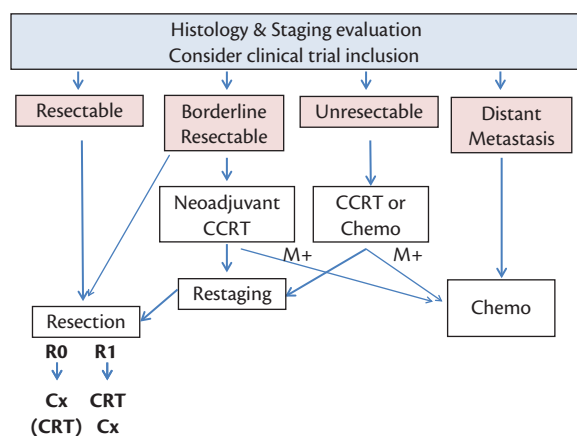 Histology & Staging evaluation
Consider clinical trial inclusion
Resectable
Borderline
Resectable
Unresectable
Distant
Metastasis
Neoadjuvant
CCRT
CCRT or
Chemo
M+
M+
Restaging
Chemo
Resection
R0 R1
Cx CRT
(CRT) Cx